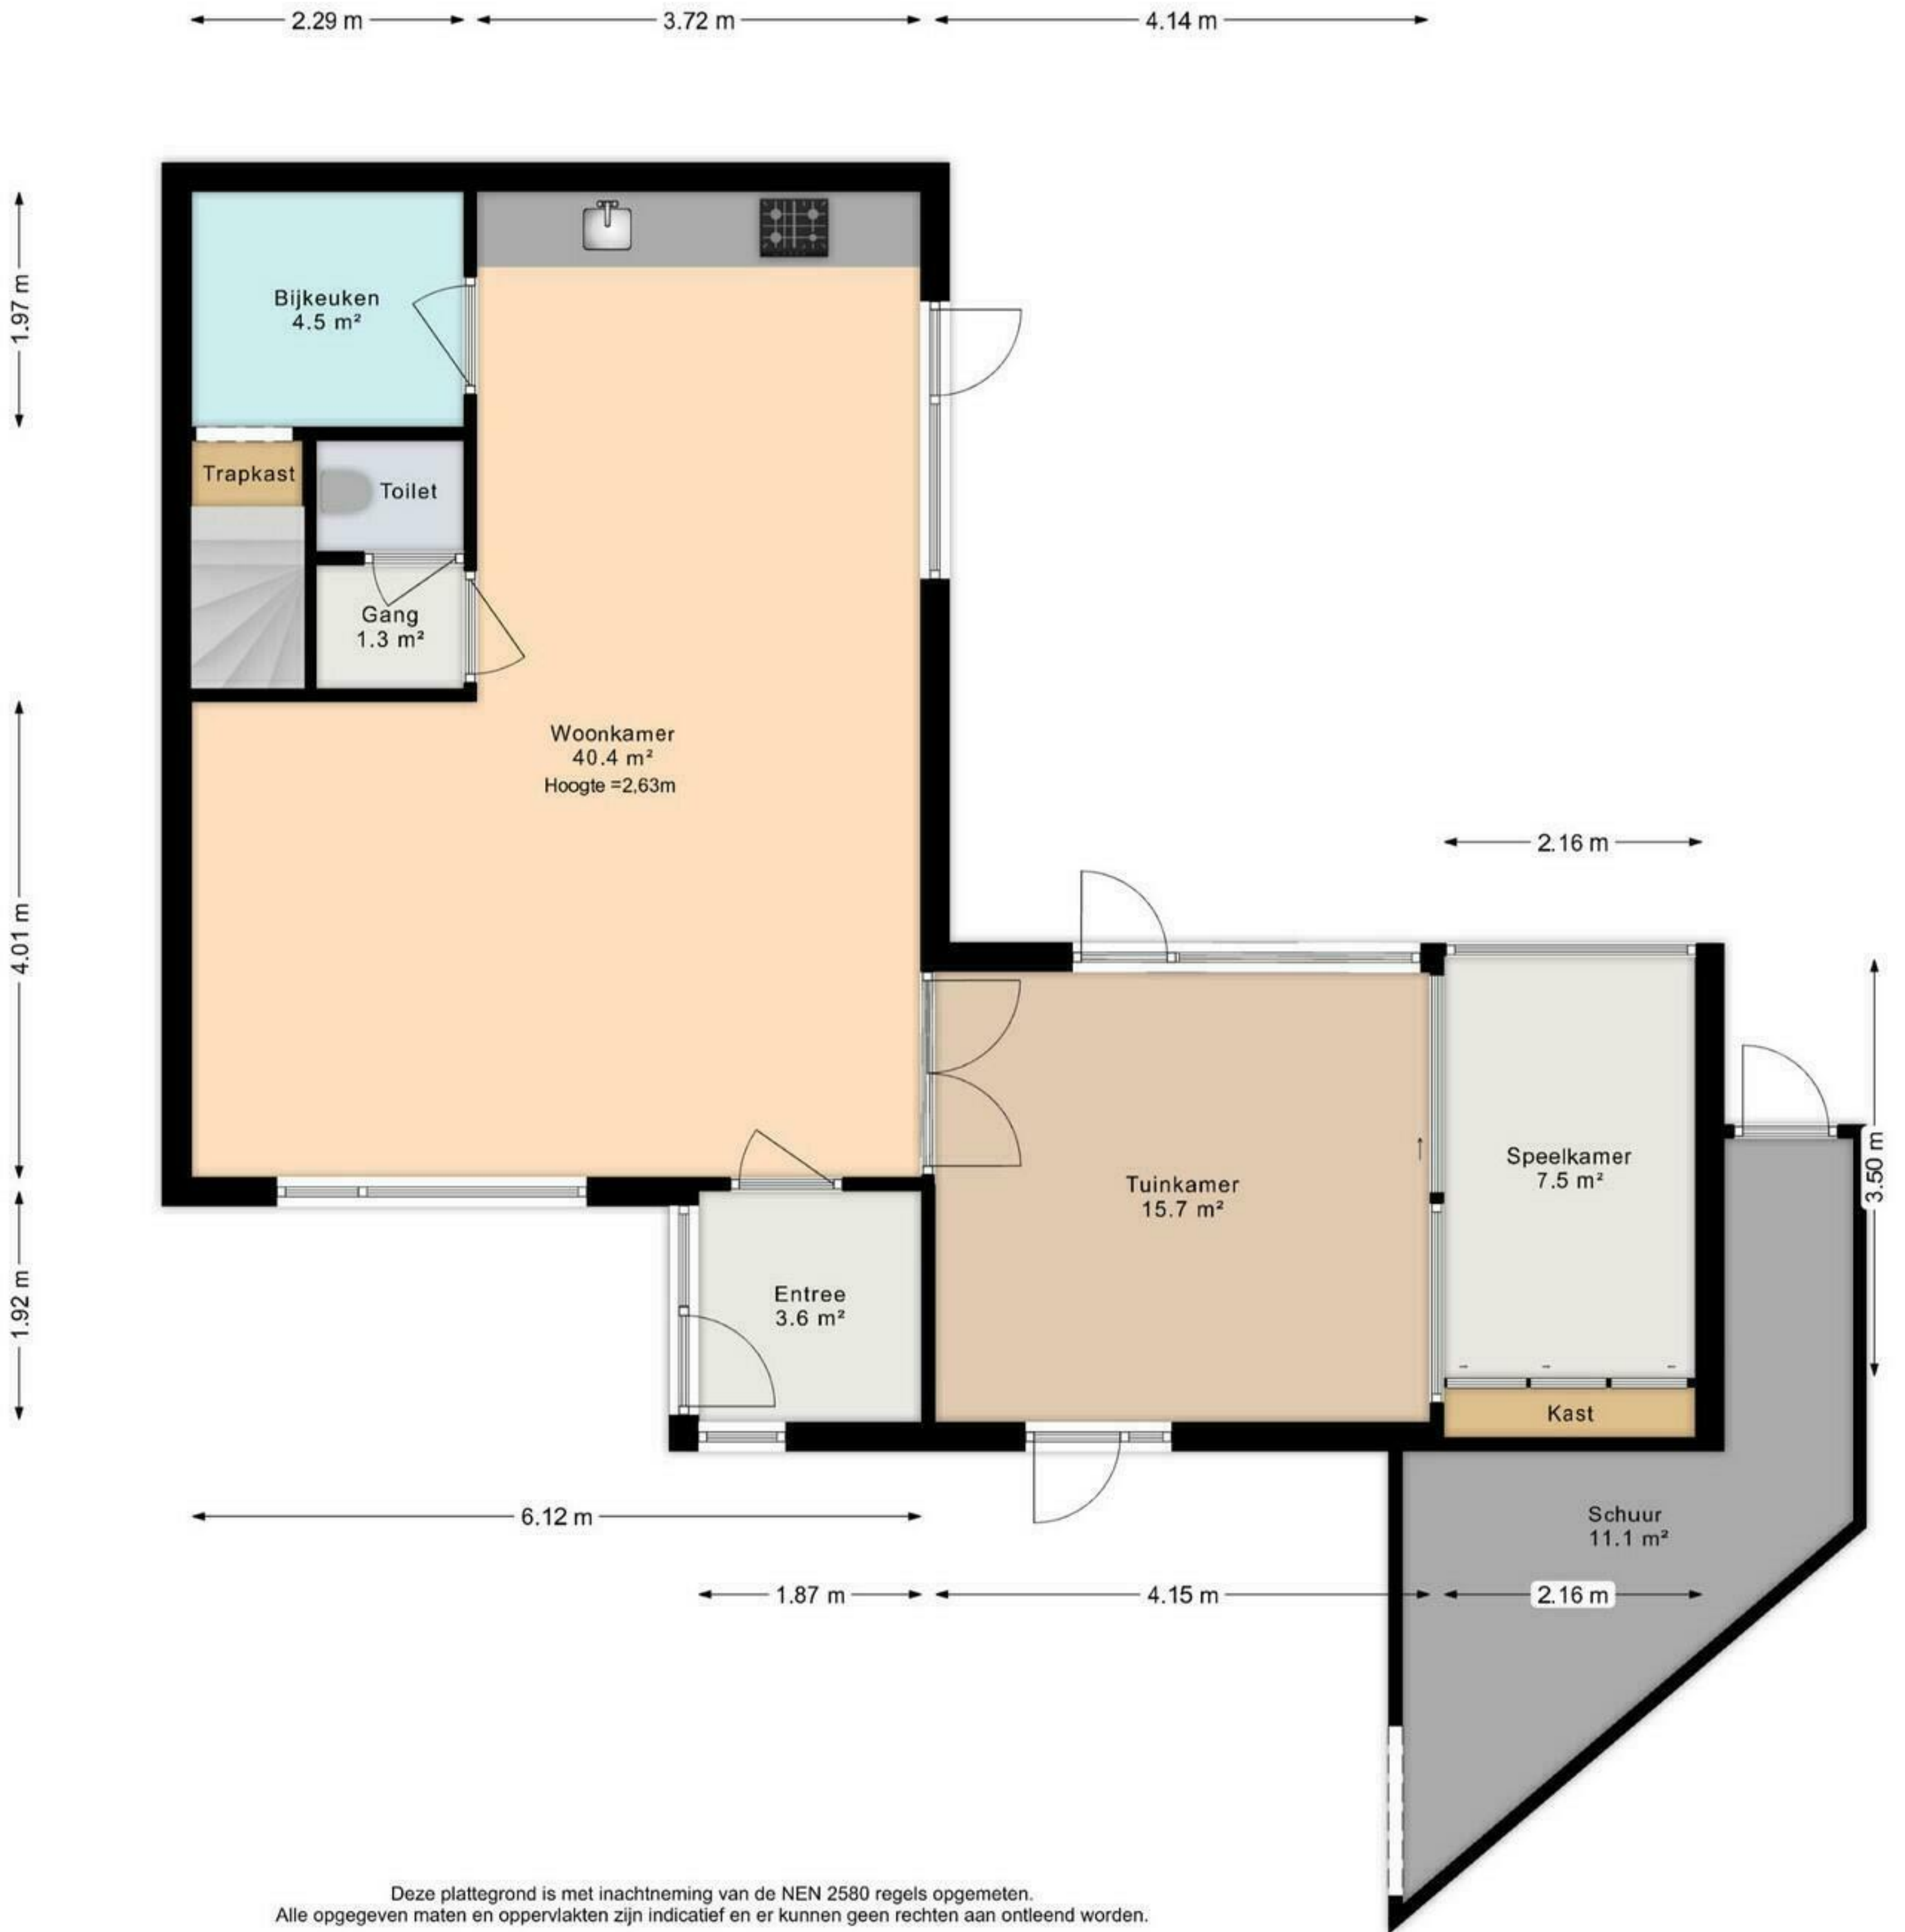 2.29 m
3.72 m
4.14 m
1.97 m
Bijkeuken
4.5 m²
Trapkast
Toilet
Gang
1.3 m²
Woonkamer
40.4 m²
Hoogte =2,63m
4.01 m
2.16 m
Speelkamer
7.5 m²
3.50 m
Tuinkamer
15.7 m²
1.92 m
Entree
3.6 m²
Kast
6.12 m
Schuur
11.1 m²
1.87 m
4.15 m
2.16 m
Deze plattegrond is met inachtneming van de NEN 2580 regels opgemeten.
Alle opgegeven maten en oppervlakten zijn indicatief en er kunnen geen rechten aan ontleend worden.